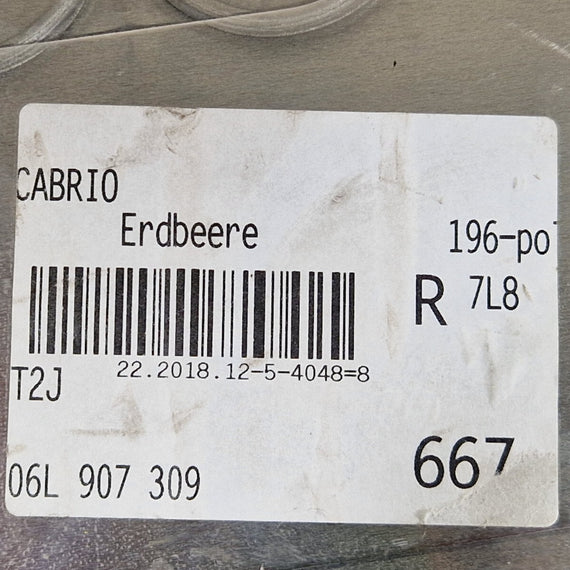 CABRIO
Erdbeere
196-po
R 7L8
22.2018.12-5-4048=8
T2J
06L 907 309
667